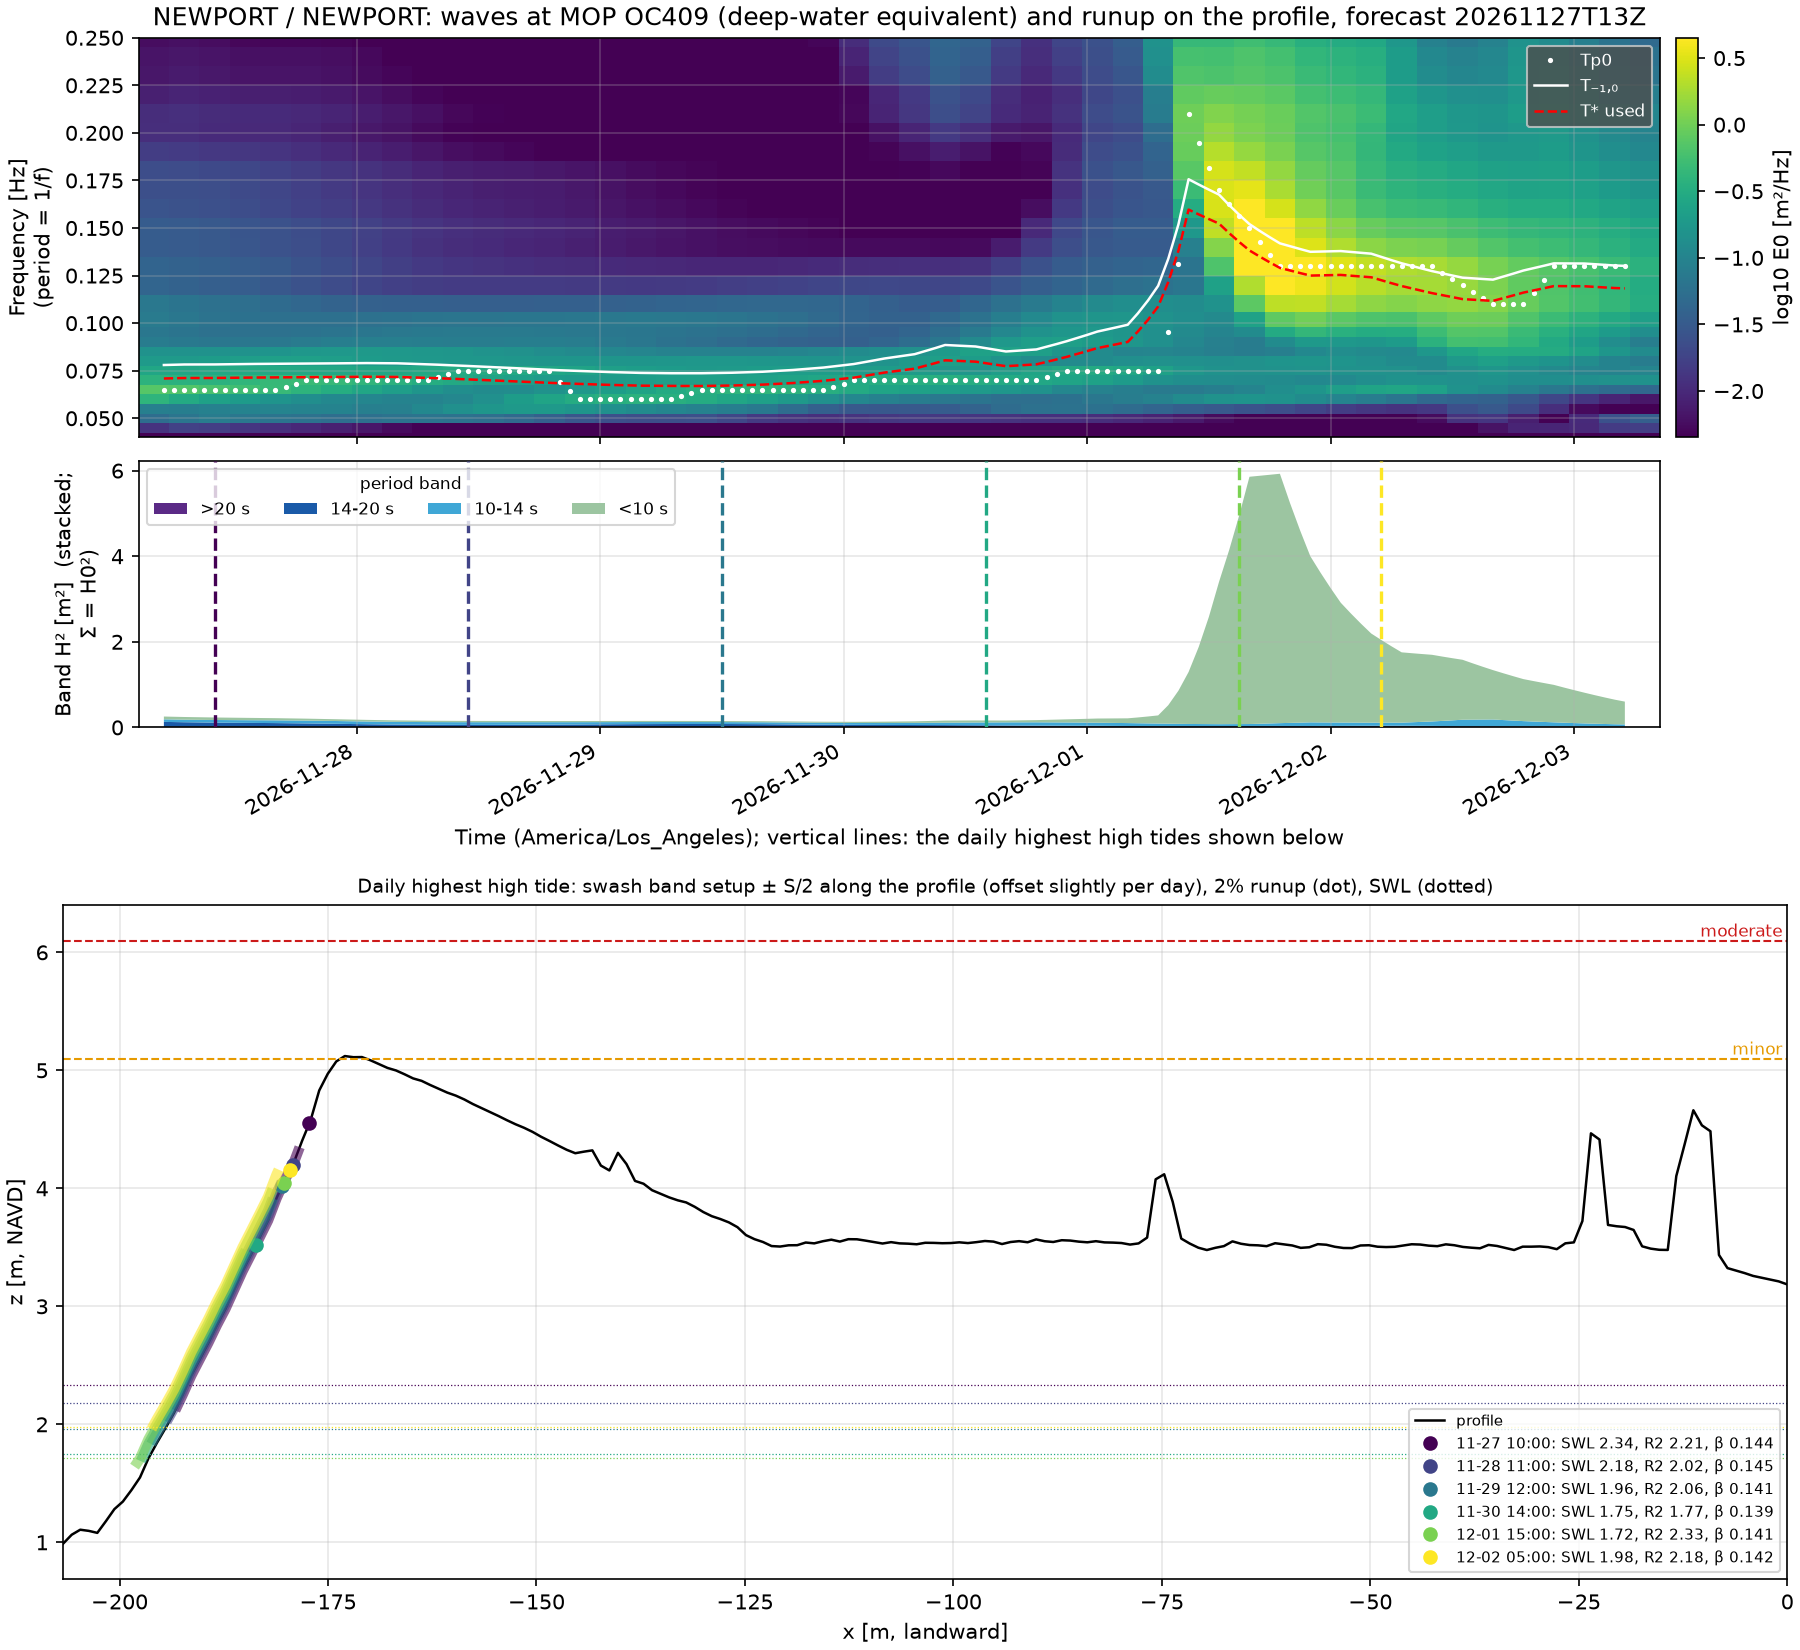 NEWPORT / NEWPORT: waves at MOP OC409 (deep-water equivalent) and runup on the profile, forecast 20261127T13Z
Frequency [Hz]
(period = 1/f)
0.250
0.225
0.200
0.175
0.150
0.125
0.100
0.075
0.050
Tp0
T₋₁,₀
T* used
0.5
0.0
−0.5
−1.0
−1.5
−2.0
log10 E0 [m²/Hz]
Band H² [m²]  (stacked;
Σ = H0²)
6
4
2
0
period band
>20 s
14-20 s
10-14 s
<10 s
2026-11-28
2026-11-29
2026-11-30
2026-12-01
2026-12-02
2026-12-03
Time (America/Los_Angeles); vertical lines: the daily highest high tides shown below
Daily highest high tide: swash band setup ± S/2 along the profile (offset slightly per day), 2% runup (dot), SWL (dotted)
z [m, NAVD]
6
5
4
3
2
1
moderate
minor
profile
11-27 10:00: SWL 2.34, R2 2.21, β 0.144
11-28 11:00: SWL 2.18, R2 2.02, β 0.145
11-29 12:00: SWL 1.96, R2 2.06, β 0.141
11-30 14:00: SWL 1.75, R2 1.77, β 0.139
12-01 15:00: SWL 1.72, R2 2.33, β 0.141
12-02 05:00: SWL 1.98, R2 2.18, β 0.142
−200
−175
−150
−125
−100
−75
−50
−25
0
x [m, landward]